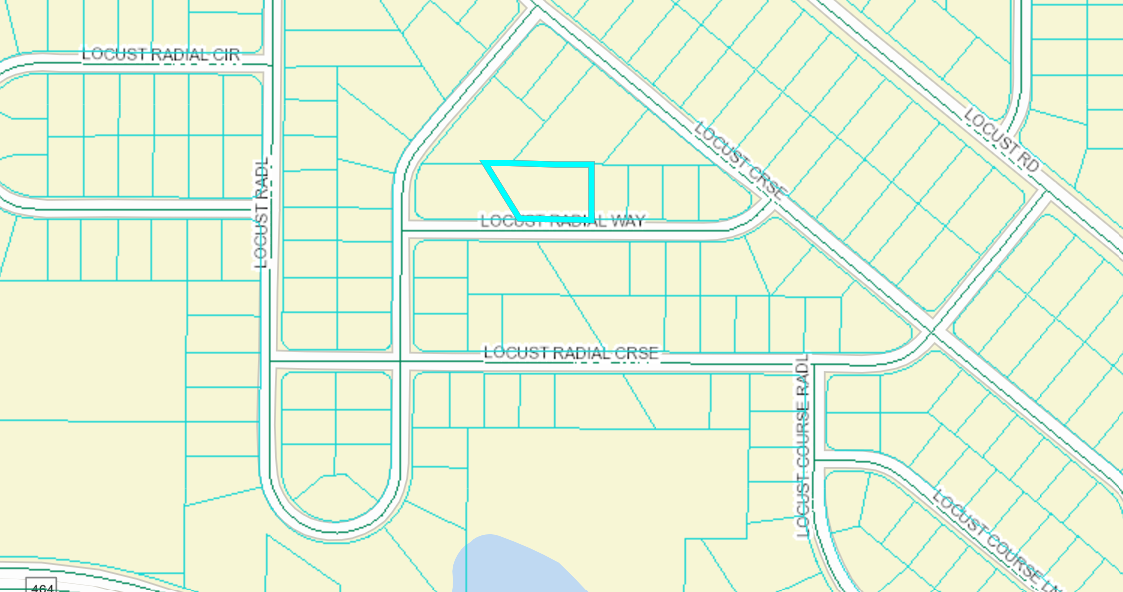 LOCUST RADIAL CIR
LOCUST RADL
LOCUST CRSE
LOCUST RD
LOCUST RADIAL WAY
LOCUST RADIAL CRSE
LOCUST COURSE RADL
LOCUST COURSE LN
464